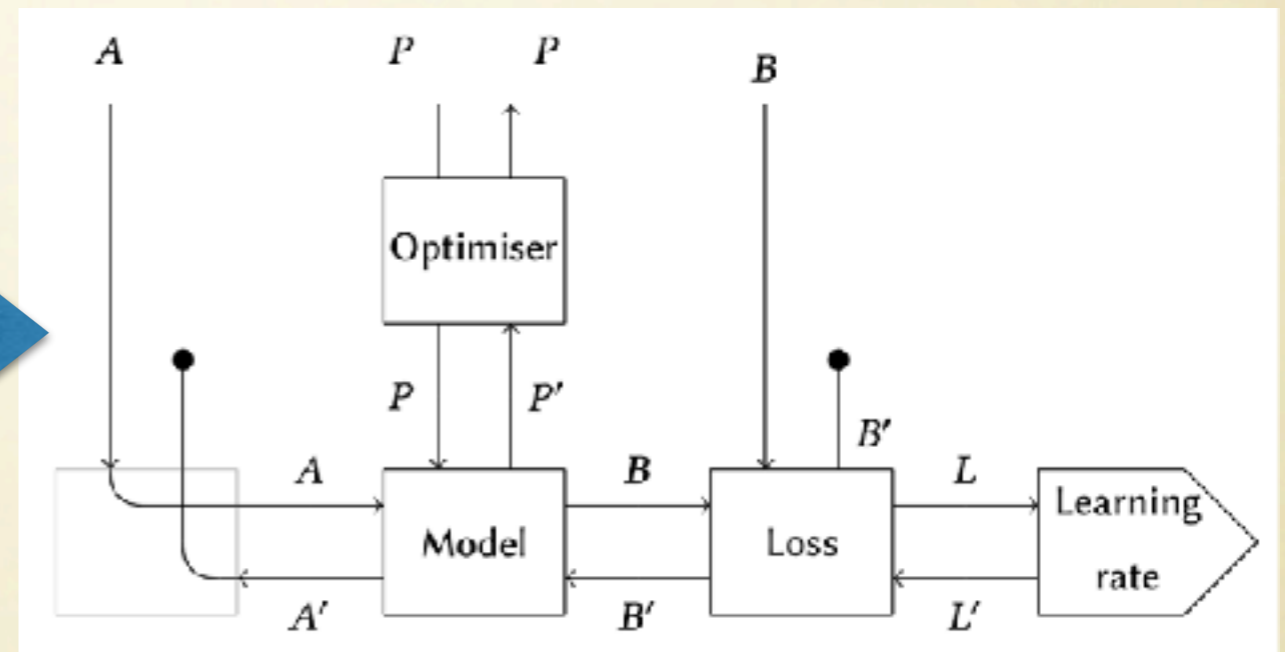 A
P
P
B
Optimiser
P
P′
B′
A
B
L
Model
Loss
Learning
rate
A′
B′
L′